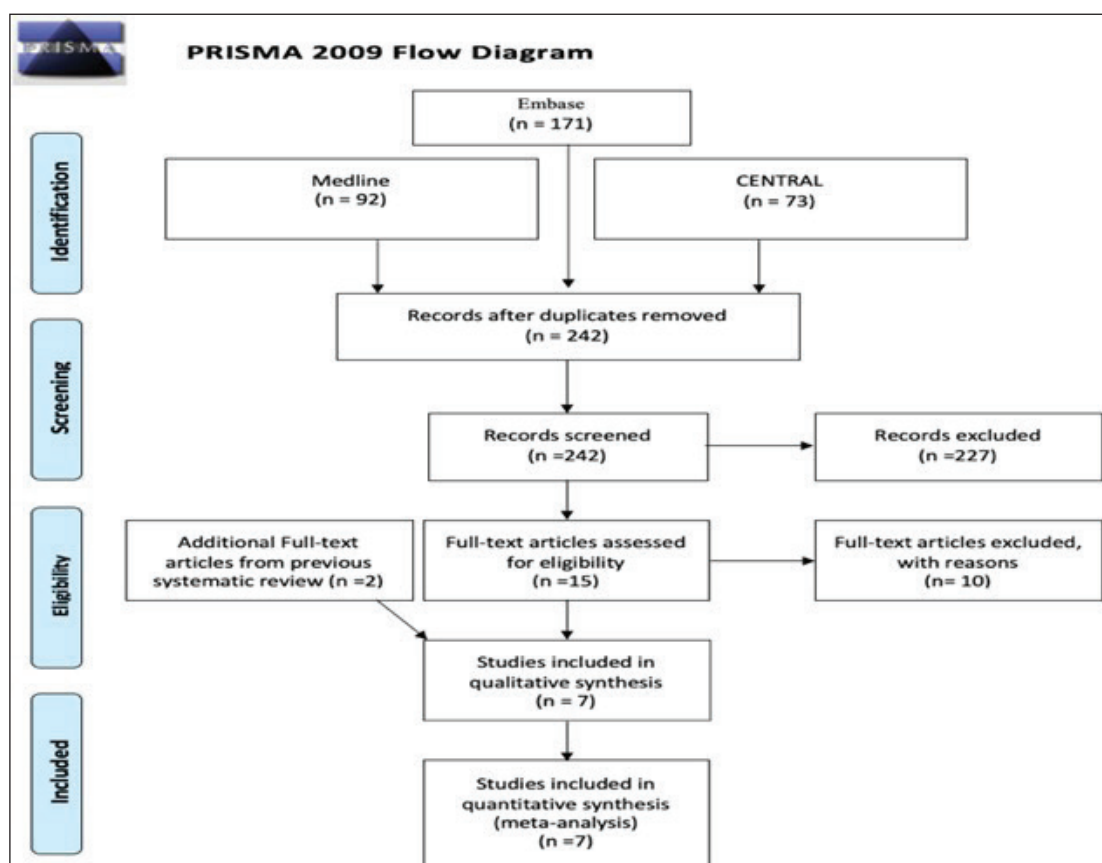 PRISMA
PRISMA 2009 Flow Diagram
Embase
(n = 171)
Medline
(n = 92)
CENTRAL
(n = 73)
Identification
Records after duplicates removed
(n = 242)
Screening
Records screened
(n =242)
Records excluded
(n =227)
Eligibility
Additional Full-text
articles from previous
systematic review (n =2)
Full-text articles assessed
for eligibility
(n =15)
Full-text articles excluded,
with reasons
(n= 10)
Studies included in
qualitative synthesis
(n = 7)
Included
Studies included in
quantitative synthesis
(meta-analysis)
(n =7)